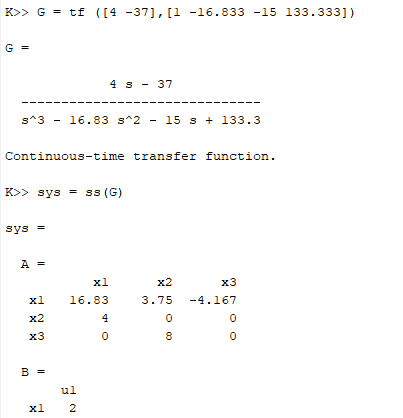 K>> G = tf ([4 -37],[1 -16.833 -15 133.333])
G =
4 s - 37
------------------------------
s^3 - 16.83 s^2 - 15 s + 133.3
Continuous-time transfer function.
K>> sys = ss(G)
sys =
A =
x1 x2 x3
x1 16.83 3.75 -4.167
x2 4 0 0
x3 0 8 0
B =
u1
x1 2